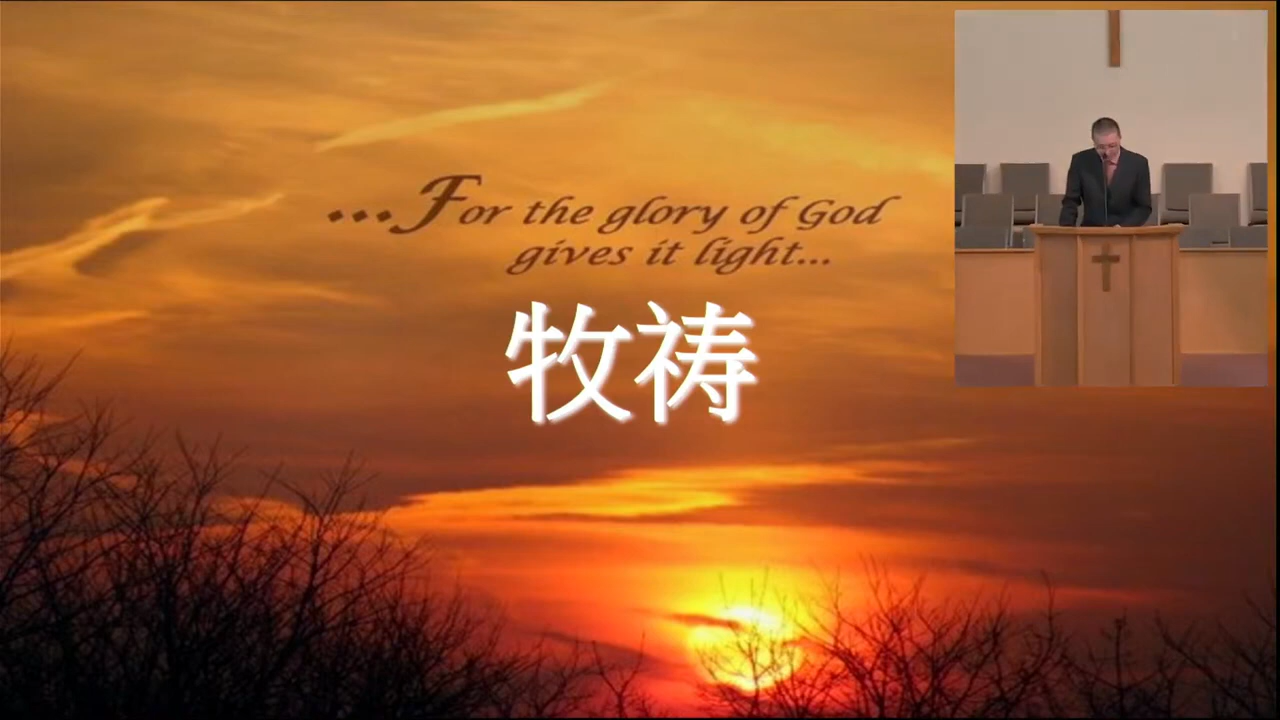 ...For the glory of God
gives it light...
牧祷